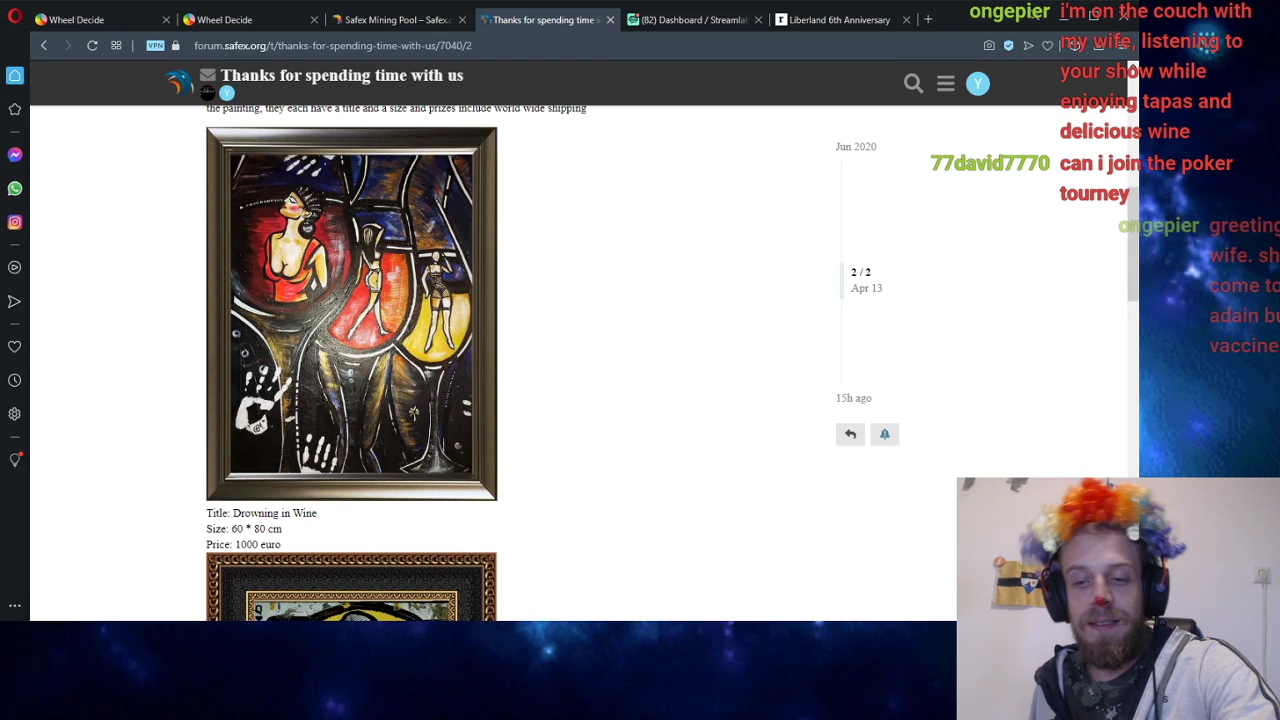 Wheel Decide
Wheel Decide
Safex Mining Pool – Safex.o
Thanks for spending time w
(82) Dashboard / Streamlab
Liberland 6th Anniversary
VPN
forum.safex.org/t/thanks-for-spending-time-with-us/7040/2
Thanks for spending time with us
Y
Y
the painting, they each have a title and a size and prizes include world wide shipping
Jun 2020
2 / 2
Apr 13
15h ago
Title: Drowning in Wine
Size: 60 * 80 cm
Price: 1000 euro
ongepier i'm on the couch with
my wife, listening to
your show while
enjoying tapas and
delicious wine
77david7770 can i join the poker
tourney
ongepier greeting
wife. sh
come to
adain bu
vaccine